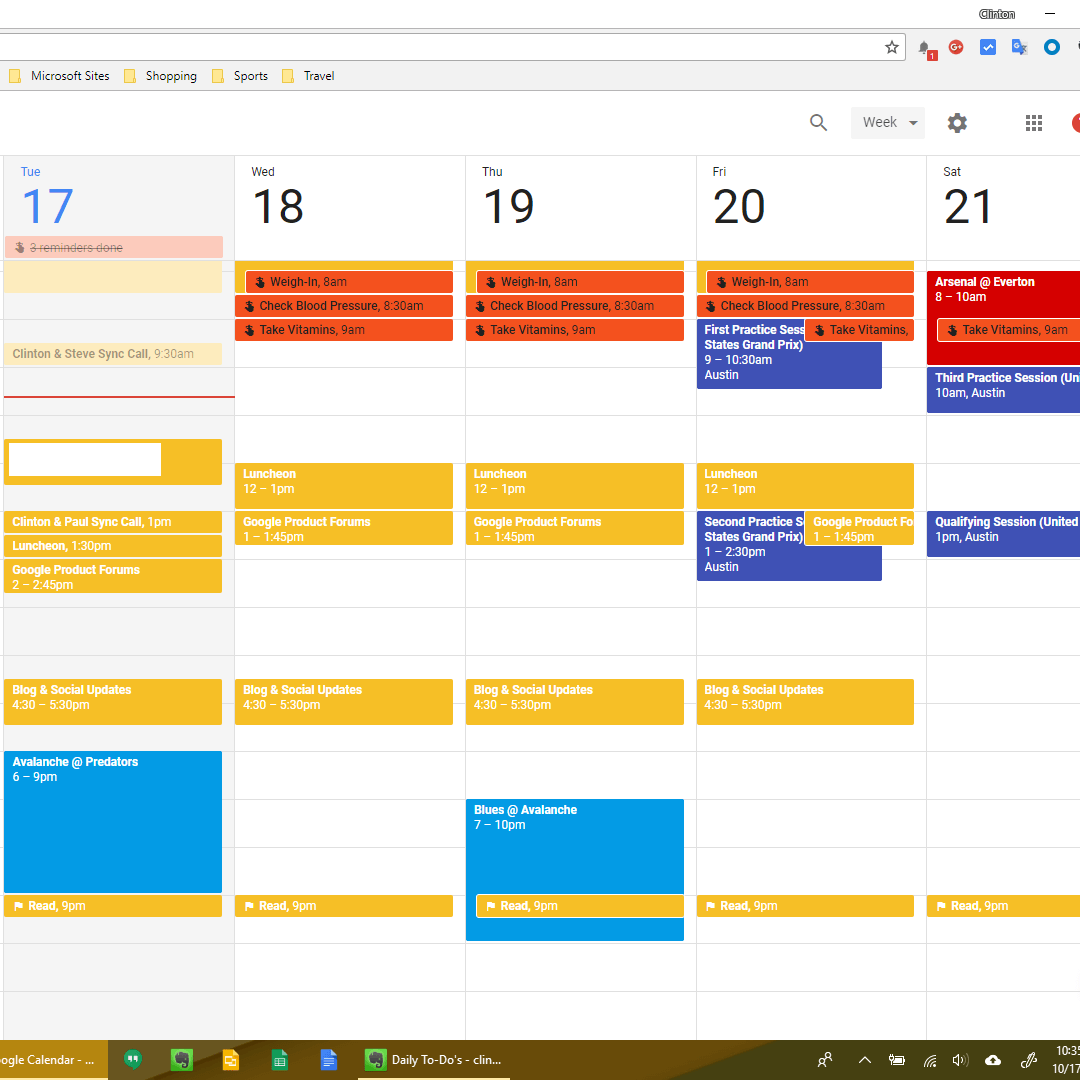 Clinton
1
Microsoft Sites
Shopping
Sports
Travel
Week
Tue
17
3 reminders done
Clinton & Steve Sync Call, 9:30am
Clinton & Paul Sync Call, 1pm
Luncheon, 1:30pm
Google Product Forums
2 – 2:45pm
Blog & Social Updates
4:30 – 5:30pm
Avalanche @ Predators
6 – 9pm
Read, 9pm
Wed
18
Weigh-In, 8am
Check Blood Pressure, 8:30am
Take Vitamins, 9am
Luncheon
12 – 1pm
Google Product Forums
1 – 1:45pm
Blog & Social Updates
4:30 – 5:30pm
Read, 9pm
Thu
19
Weigh-In, 8am
Check Blood Pressure, 8:30am
Take Vitamins, 9am
Luncheon
12 – 1pm
Google Product Forums
1 – 1:45pm
Blog & Social Updates
4:30 – 5:30pm
Blues @ Avalanche
7 – 10pm
Read, 9pm
Fri
20
Weigh-In, 8am
Check Blood Pressure, 8:30am
First Practice Sess
States Grand Prix)
9 – 10:30am
Austin
Take Vitamins,
Luncheon
12 – 1pm
Second Practice S
States Grand Prix)
1 – 2:30pm
Austin
Google Product Fo
1 – 1:45pm
Blog & Social Updates
4:30 – 5:30pm
Read, 9pm
Sat
21
Arsenal @ Everton
8 – 10am
Take Vitamins, 9am
Third Practice Session (Uni
10am, Austin
Qualifying Session (United
1pm, Austin
Read, 9pm
ogle Calendar - ...
Daily To-Do's - clin...
10:35
10/17